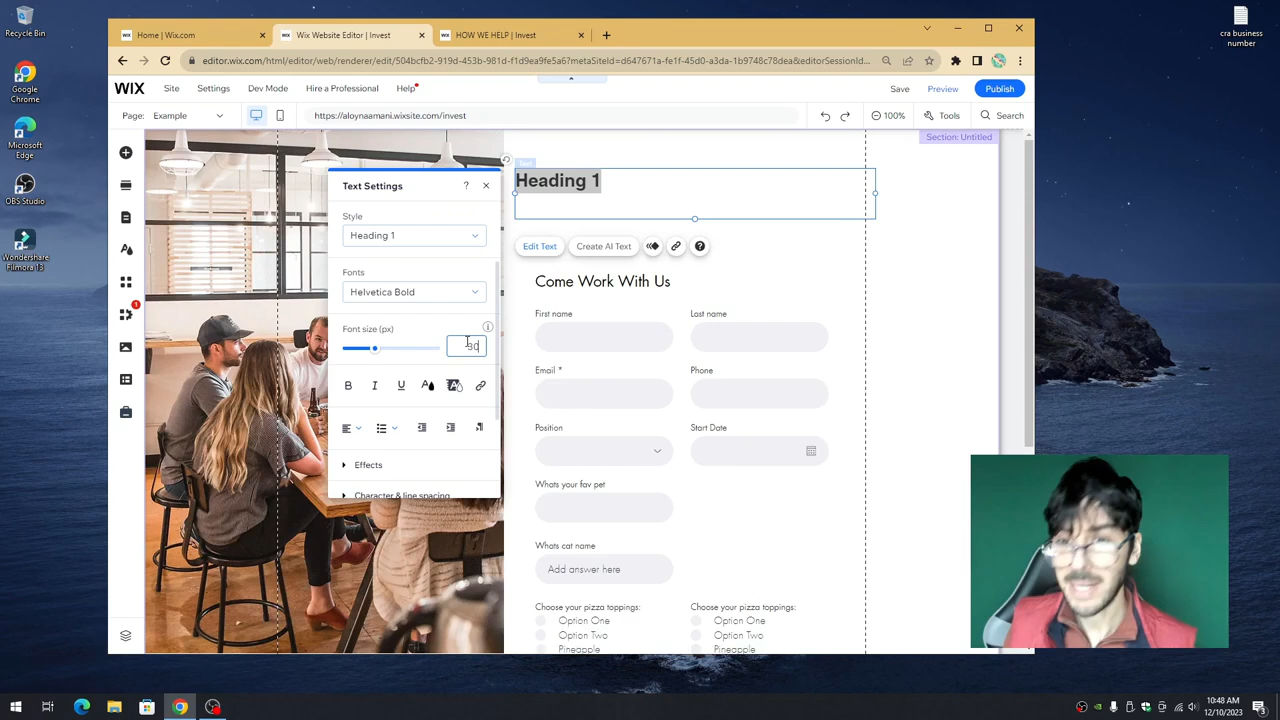 Recycle Bin
Google Chrome
Microsoft Edge
OBS Studio
Wondershare Filmora 13
cra business number
Home | Wix.com
Wix Website Editor | Invest
HOW WE HELP | Invest
editor.wix.com/html/editor/web/renderer/edit/504bcfb2-919d-453b-981d-f1d9ea9fe5a6?metaSiteId=d647671a-fe1f-45d0-a3da-1b9748c78dea&editorSessionId...
WIX
Site
Settings
Dev Mode
Hire a Professional
Help
Save
Preview
Publish
Page: Example
https://aloynaamani.wixsite.com/invest
100%
Tools
Search
Section: Untitled
Text
Heading 1
Text Settings
?
Style
Heading 1
Fonts
Helvetica Bold
Font size (px)
30
B I U
Effects
Character & line spacing
1
Edit Text
Create AI Text
Come Work With Us
First name
Last name
Email *
Phone
Position
Start Date
Whats your fav pet
Whats cat name
Add answer here
Choose your pizza toppings:
Choose your pizza toppings:
Option One
Option One
Option Two
Option Two
Pineapple
Pineapple
10:48 AM
12/10/2023